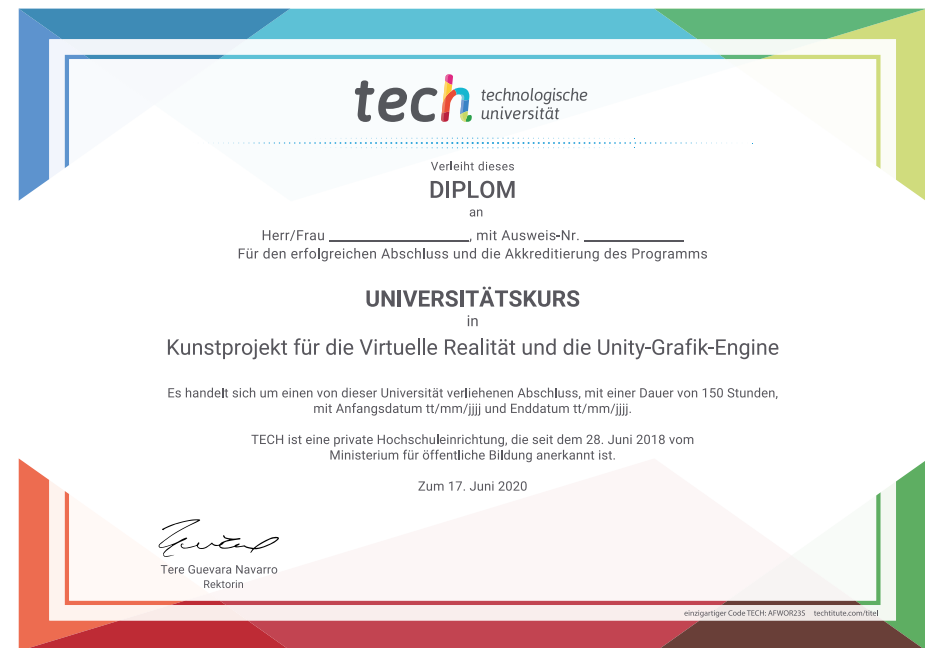 tech technologische
universität
Verleiht dieses
DIPLOM
an
Herr/Frau ____________________, mit Ausweis-Nr. ______________
Für den erfolgreichen Abschluss und die Akkreditierung des Programms
UNIVERSITÄTSKURS
in
Kunstprojekt für die Virtuelle Realität und die Unity-Grafik-Engine
Es handelt sich um einen von dieser Universität verliehenen Abschluss, mit einer Dauer von 150 Stunden,
mit Anfangsdatum tt/mm/jjjj und Enddatum tt/mm/jjjj.
TECH ist eine private Hochschuleinrichtung, die seit dem 28. Juni 2018 vom
Ministerium für öffentliche Bildung anerkannt ist.
Zum 17. Juni 2020
Tere Guevara Navarro
Rektorin
einzigartiger Code TECH: AFWOR23S techtitute.com/titel